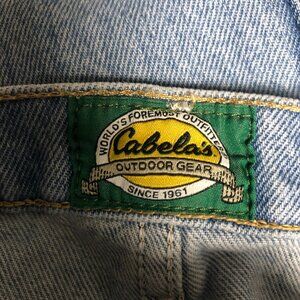 WORLD'S FOREMOST OUTFITTER
Cabela's
OUTDOOR GEAR
SINCE 1961